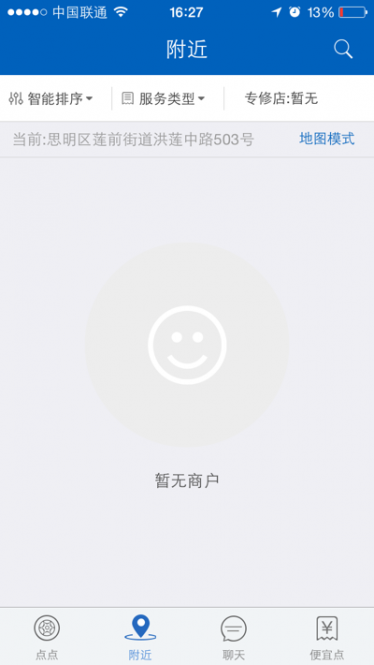 中国联通 16:27 13%
附近
智能排序 服务类型 专修店:暂无
当前:思明区莲前街道洪莲中路503号 地图模式
暂无商户
点点 附近 聊天 便宜点